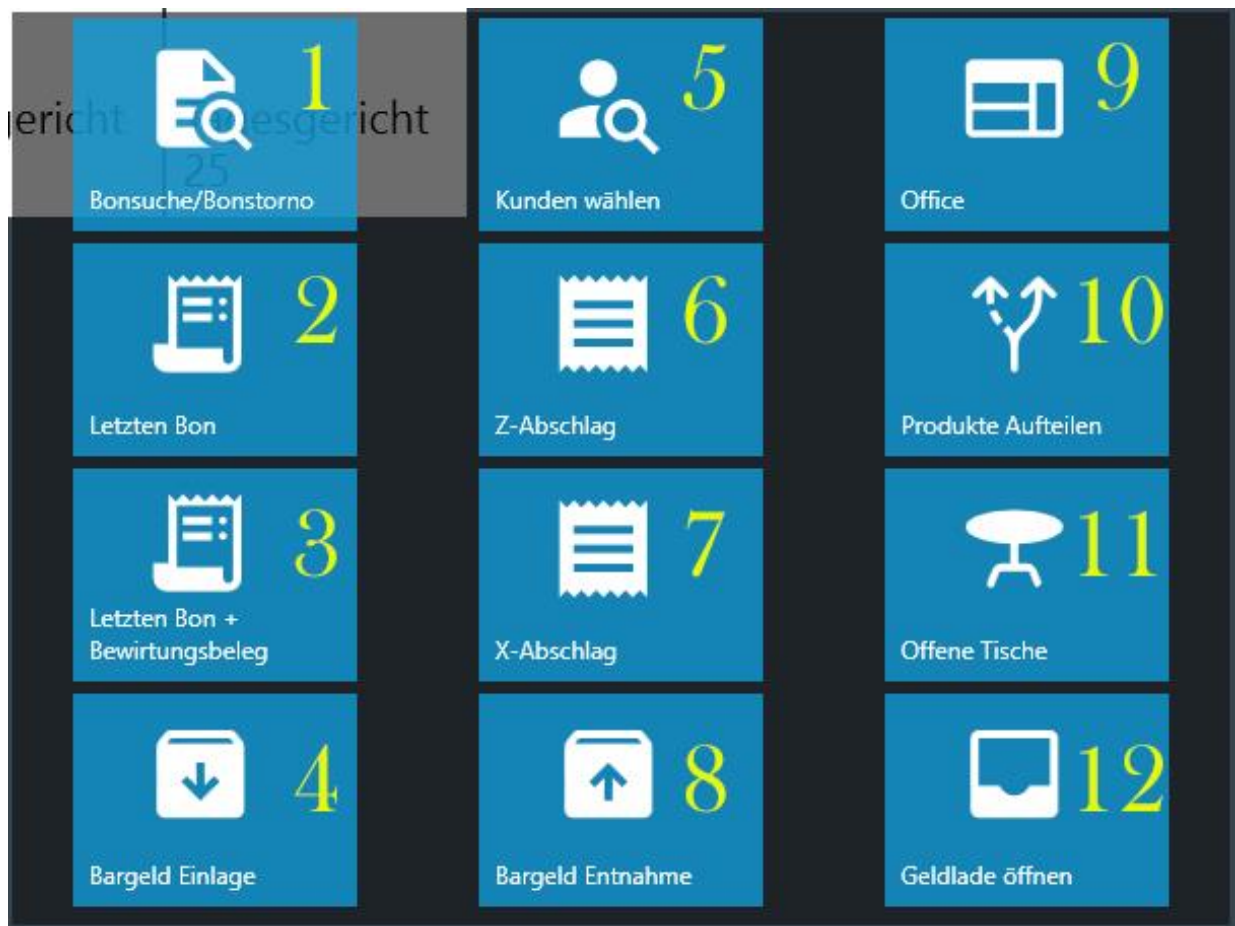 1
Bonsuche/Bonstorno
5
Kunden wählen
9
Office
2
Letzten Bon
6
Z-Abschlag
10
Produkte Aufteilen
3
Letzten Bon +
Bewirtungsbeleg
7
X-Abschlag
11
Offene Tische
4
Bargeld Einlage
8
Bargeld Entnahme
12
Geldlade öffnen
25